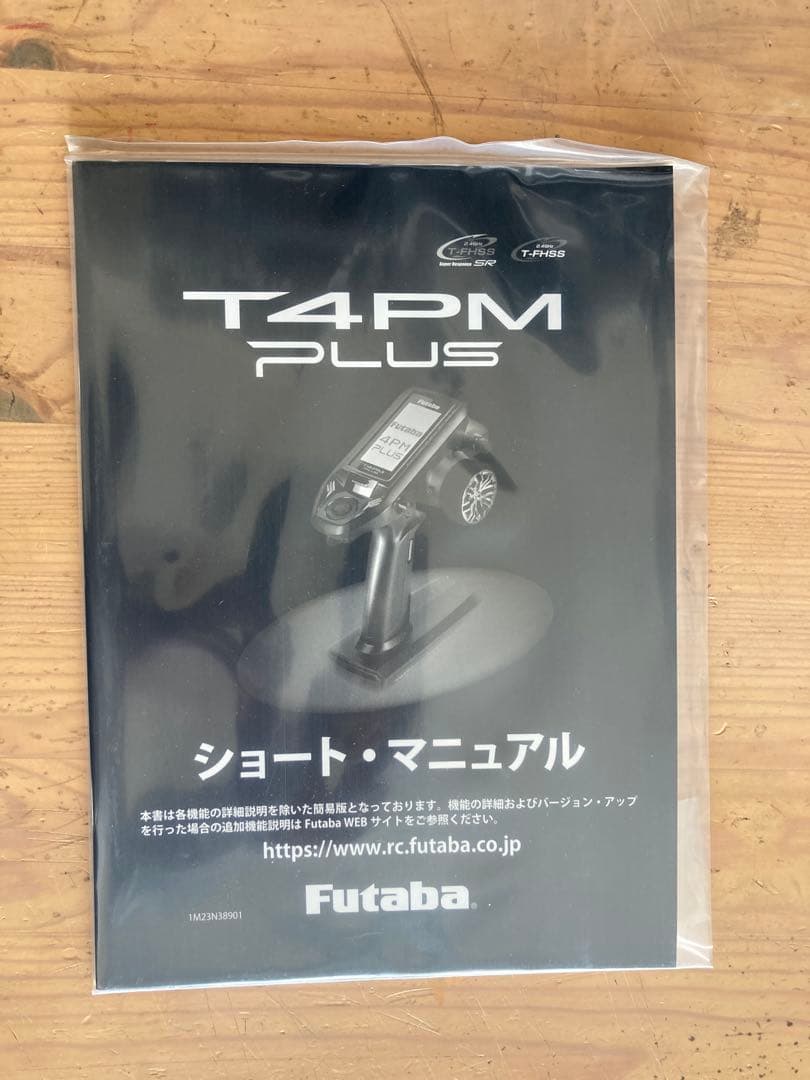 2.4GHz
T-FHSS
Super Response SR
2.4GHz
T-FHSS
T4PM
PLUS
Futaba
Futaba
4PM
PLUS
T4PM
ショート・マニュアル
本書は各機能の詳細説明を除いた簡易版となっております。機能の詳細およびバージョン・アップ
を行った場合の追加機能説明は Futaba WEB サイトをご参照ください。
https://www.rc.futaba.co.jp
Futaba®
1M23N38901